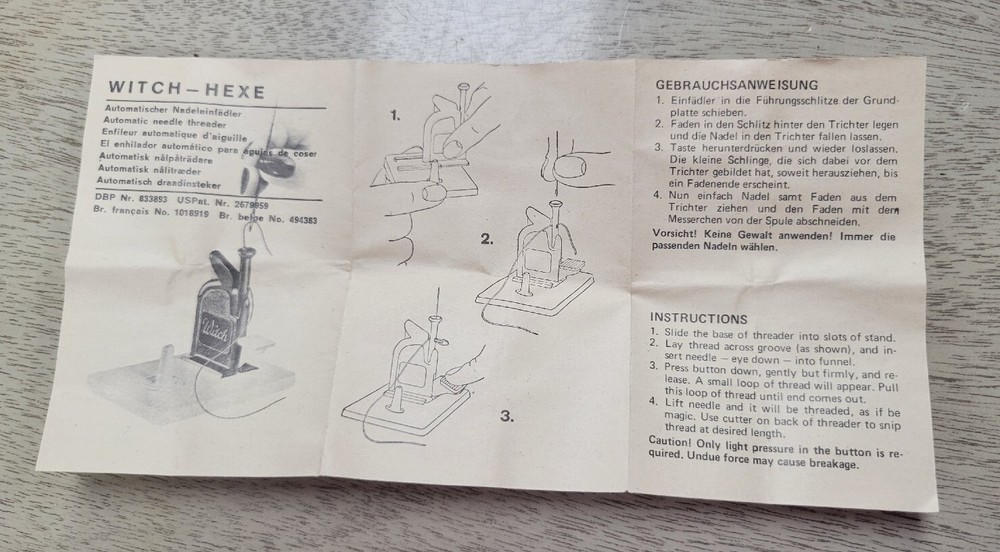 WITCH – HEXE
Automatischer Nadeleinfädler
Automatic needle threader
Enfileur automatique d'aiguille
El enhilador automático para agujas de coser
Automatisk nålpåträdare
Automatisk nålitræder
Automatisch draadinsteker
DBP Nr. 833893 USPat. Nr. 2679959
Br. français No. 1018919 Br. belge No. 494383
Witch
1.
2.
3.
GEBRAUCHSANWEISUNG
1. Einfädler in die Führungsschlitze der Grund-
platte schieben.
2. Faden in den Schlitz hinter den Trichter legen
und die Nadel in den Trichter fallen lassen.
3. Taste herunterdrücken und wieder loslassen.
Die kleine Schlinge, die sich dabei vor dem
Trichter gebildet hat, soweit herausziehen, bis
ein Fadenende erscheint.
4. Nun einfach Nadel samt Faden aus dem
Trichter ziehen und den Faden mit dem
Messerchen von der Spule abschneiden.
Vorsicht! Keine Gewalt anwenden! Immer die
passenden Nadeln wählen.
INSTRUCTIONS
1. Slide the base of threader into slots of stand.
2. Lay thread across groove (as shown), and in-
sert needle – eye down – into funnel.
3. Press button down, gently but firmly, and re-
lease. A small loop of thread will appear. Pull
this loop of thread until end comes out.
4. Lift needle and it will be threaded, as if be
magic. Use cutter on back of threader to snip
thread at desired length.
Caution! Only light pressure in the button is re-
quired. Undue force may cause breakage.